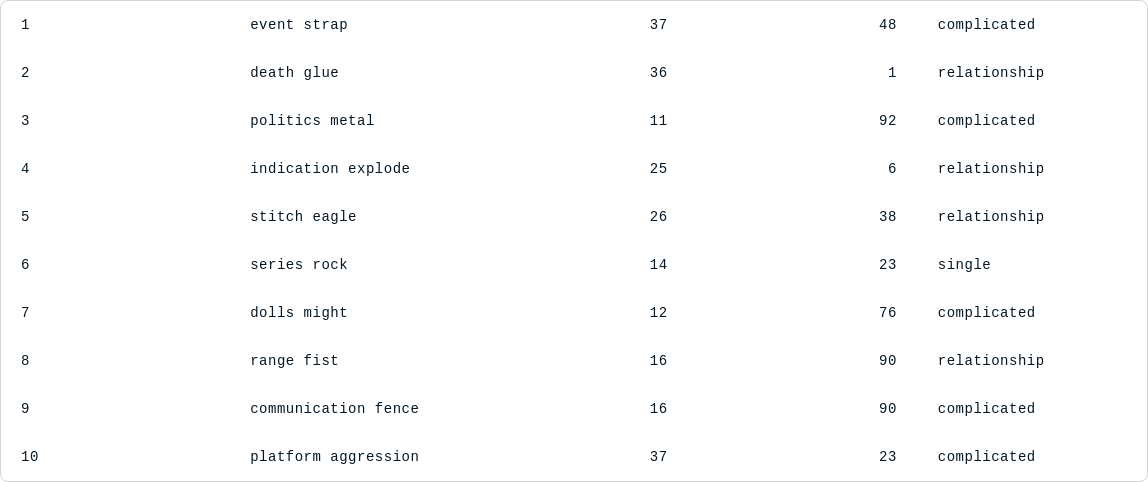 1 event strap 37 48 complicated
2 death glue 36 1 relationship
3 politics metal 11 92 complicated
4 indication explode 25 6 relationship
5 stitch eagle 26 38 relationship
6 series rock 14 23 single
7 dolls might 12 76 complicated
8 range fist 16 90 relationship
9 communication fence 16 90 complicated
10 platform aggression 37 23 complicated